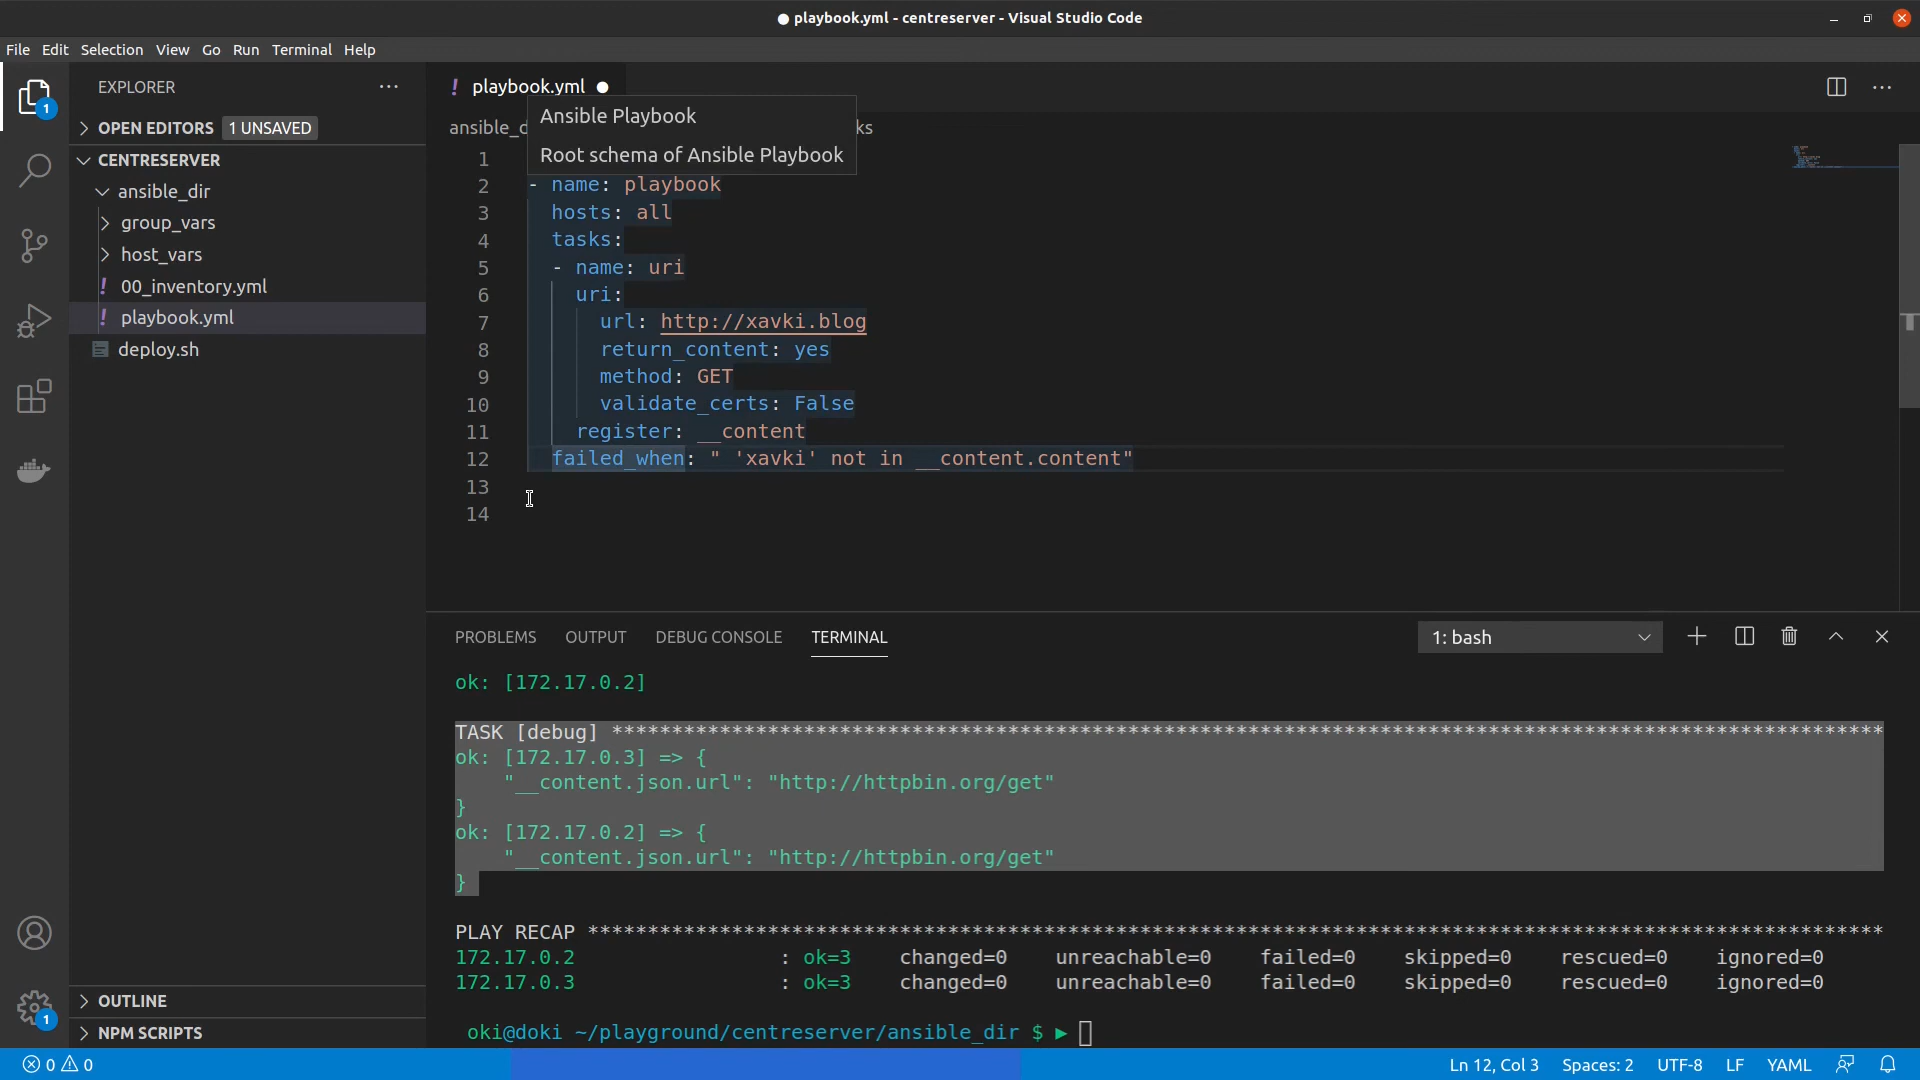 playbook.yml - centreserver - Visual Studio Code
File Edit Selection View Go Run Terminal Help
EXPLORER
OPEN EDITORS 1 UNSAVED
CENTRESERVER
ansible_dir
group_vars
host_vars
! 00_inventory.yml
! playbook.yml
deploy.sh
OUTLINE
NPM SCRIPTS
1
1
! playbook.yml
ansible_d
ks
Ansible Playbook
Root schema of Ansible Playbook
1
2 - name: playbook
3 hosts: all
4 tasks:
5 - name: uri
6 uri:
7 url: http://xavki.blog
8 return_content: yes
9 method: GET
10 validate_certs: False
11 register: __content
12 failed_when: " 'xavki' not in __content.content"
13
14
PROBLEMS OUTPUT DEBUG CONSOLE TERMINAL
1: bash
ok: [172.17.0.2]
TASK [debug] **********************************************************************************************************
ok: [172.17.0.3] => {
"__content.json.url": "http://httpbin.org/get"
}
ok: [172.17.0.2] => {
"__content.json.url": "http://httpbin.org/get"
}
PLAY RECAP ************************************************************************************************************
172.17.0.2 : ok=3 changed=0 unreachable=0 failed=0 skipped=0 rescued=0 ignored=0
172.17.0.3 : ok=3 changed=0 unreachable=0 failed=0 skipped=0 rescued=0 ignored=0
oki@doki ~/playground/centreserver/ansible_dir $ ▶
0 0
Ln 12, Col 3 Spaces: 2 UTF-8 LF YAML